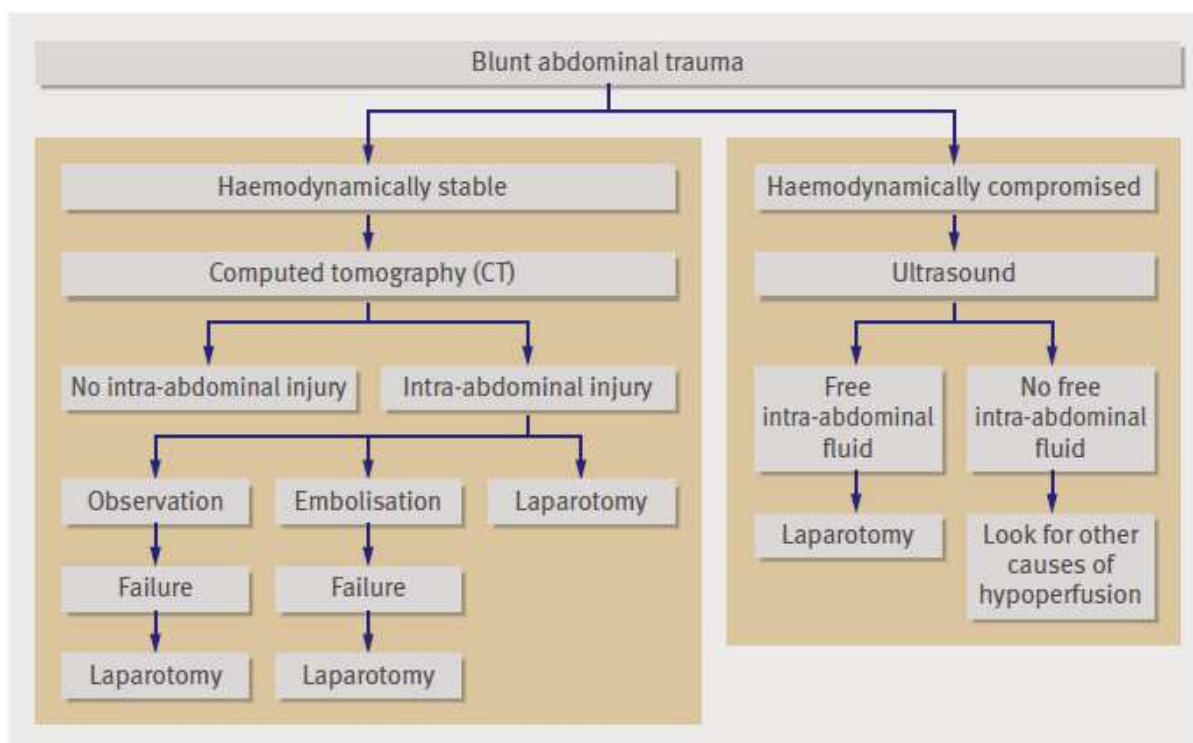 Blunt abdominal trauma
Haemodynamically stable
Computed tomography (CT)
No intra-abdominal injury
Intra-abdominal injury
Observation
Embolisation
Laparotomy
Failure
Failure
Laparotomy
Laparotomy
Haemodynamically compromised
Ultrasound
Free
intra-abdominal
fluid
No free
intra-abdominal
fluid
Laparotomy
Look for other
causes of
hypoperfusion